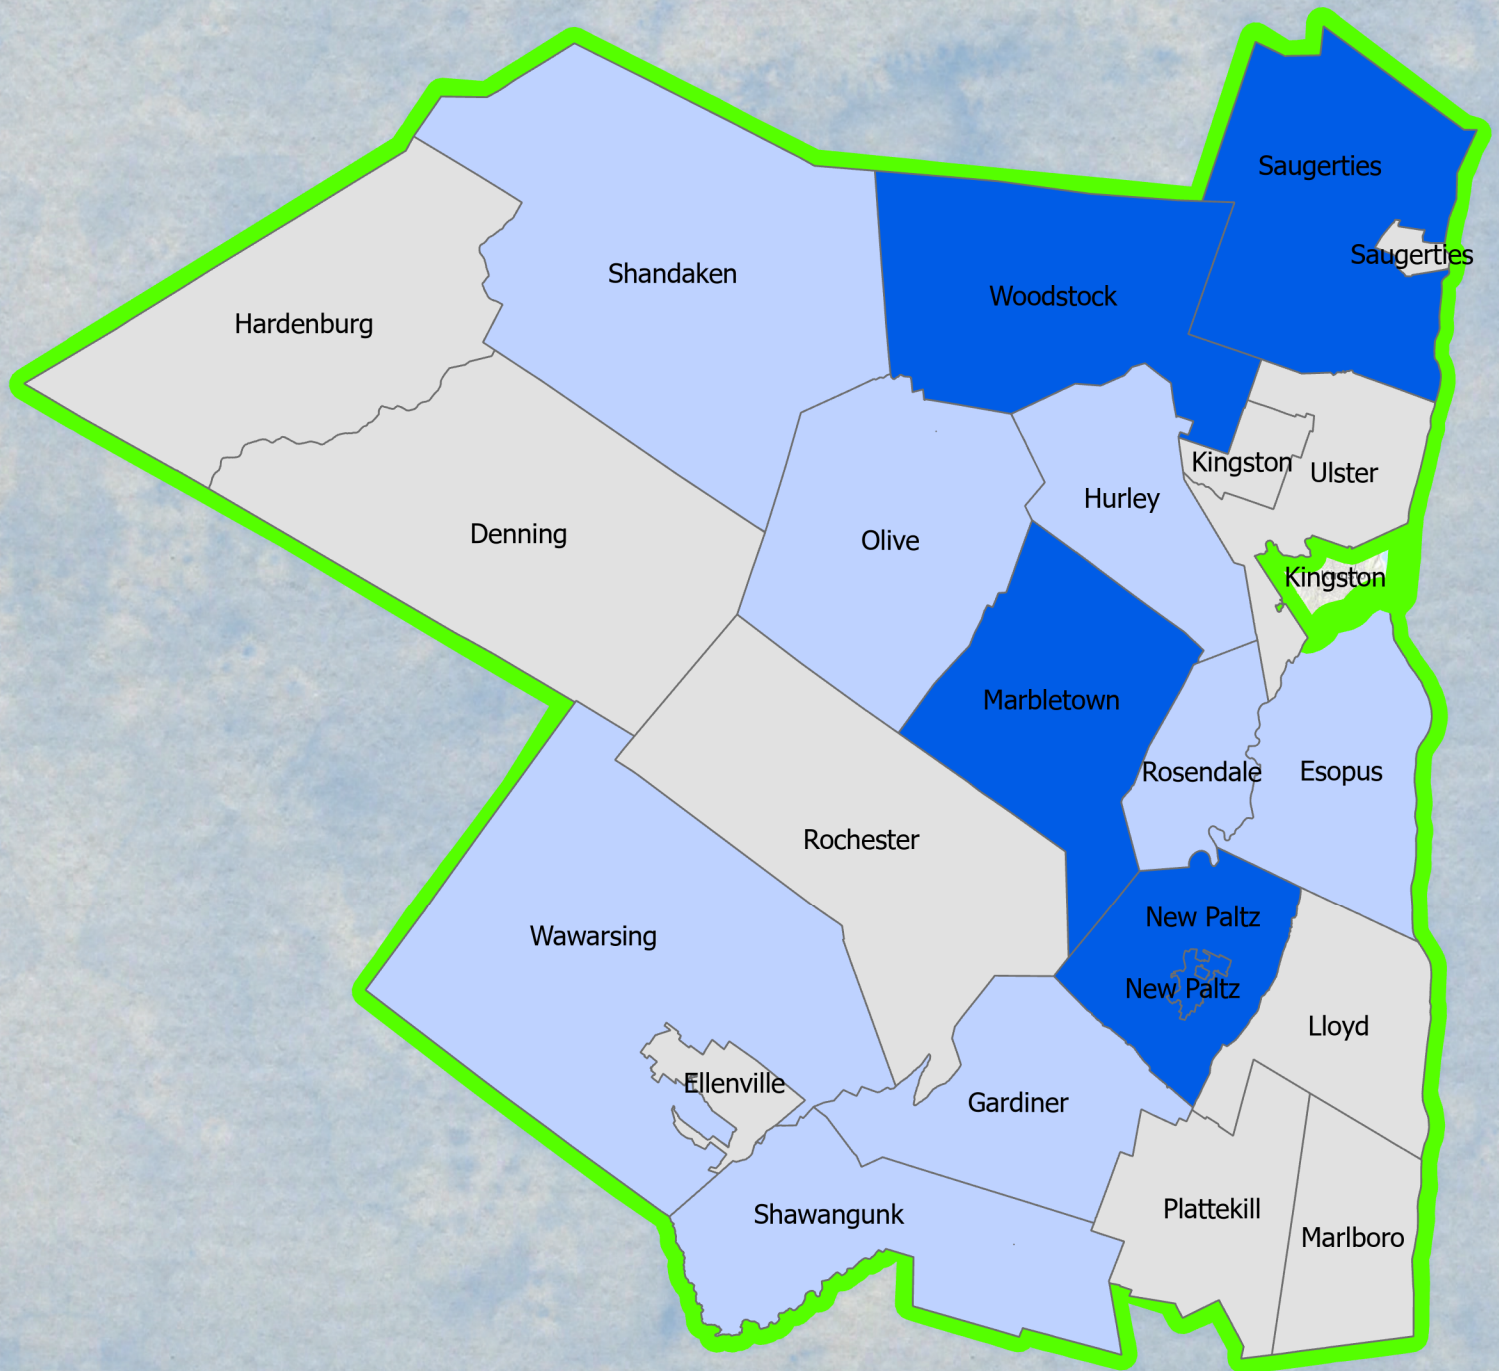 Saugerties
Saugerties
Shandaken
Woodstock
Hardenburg
Kingston
Ulster
Hurley
Denning
Olive
Kingston
Marbletown
Rosendale
Esopus
Rochester
New Paltz
Wawarsing
New Paltz
Lloyd
Ellenville
Gardiner
Plattekill
Shawangunk
Marlboro